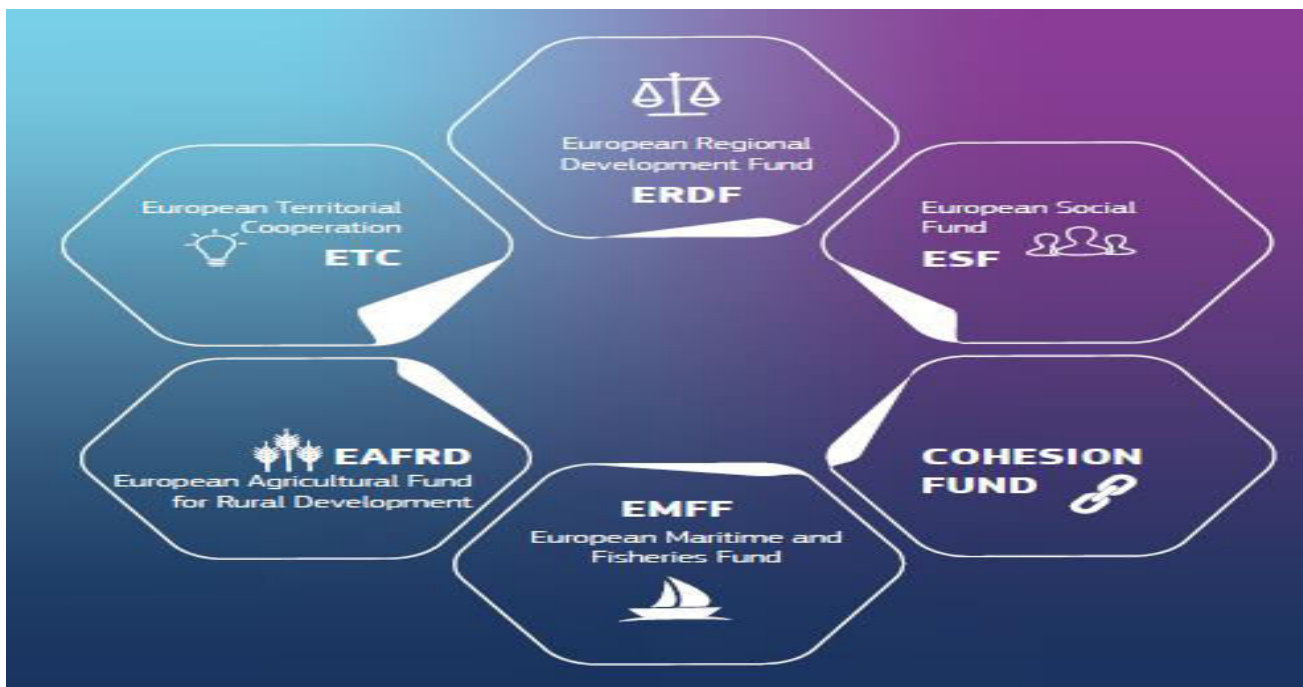 European Regional
Development Fund
ERDF
European Territorial
Cooperation
ETC
European Social
Fund
ESF
EAFRD
European Agricultural Fund
for Rural Development
COHESION
FUND
EMFF
European Maritime and
Fisheries Fund